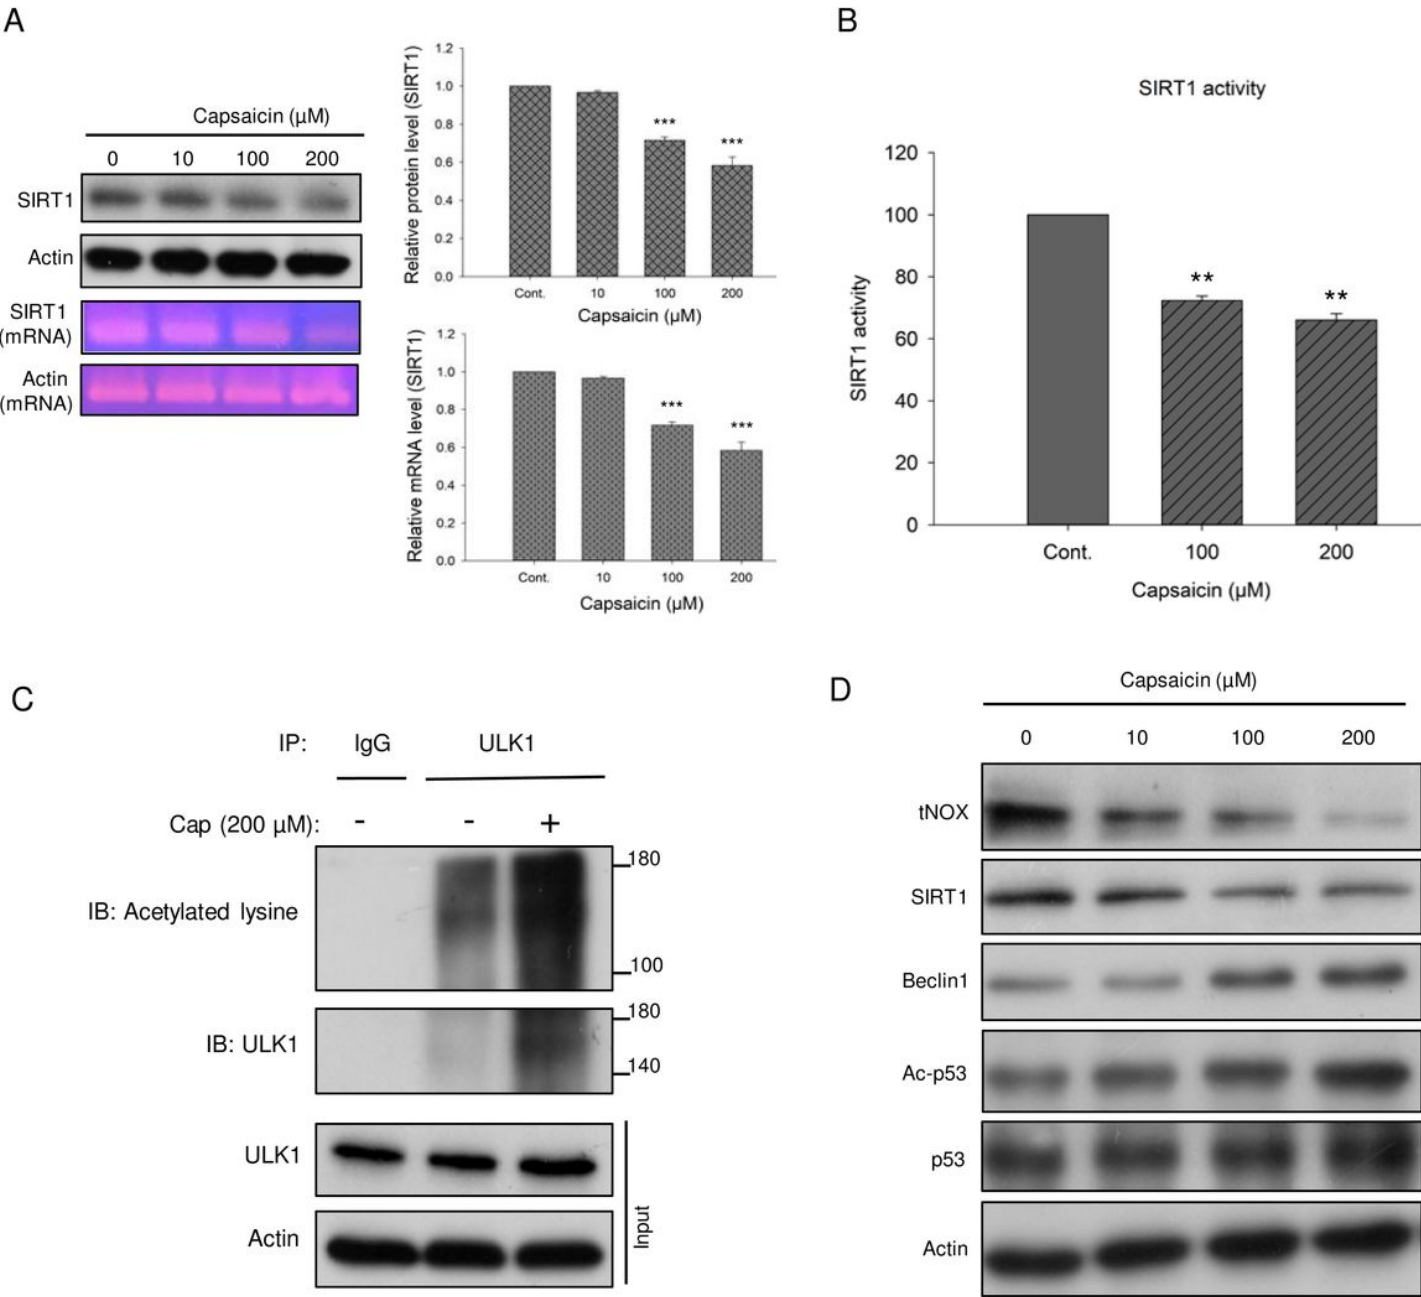 A
Capsaicin (µM)
0 10 100 200
SIRT1
Actin
SIRT1
(mRNA)
Actin
(mRNA)
Relative protein level (SIRT1)
1.2
1.0
0.8
0.6
0.4
0.2
0.0
***
***
Cont. 10 100 200
Capsaicin (µM)
Relative mRNA level (SIRT1)
1.2
1.0
0.8
0.6
0.4
0.2
0.0
***
***
Cont. 10 100 200
Capsaicin (µM)
B
SIRT1 activity
SIRT1 activity
120
100
80
60
40
20
0
**
**
Cont. 100 200
Capsaicin (µM)
C
IP: IgG ULK1
Cap (200 µM): - - +
IB: Acetylated lysine
180
100
IB: ULK1
180
140
ULK1
Actin
Input
D
Capsaicin (µM)
0 10 100 200
tNOX
SIRT1
Beclin1
Ac-p53
p53
Actin